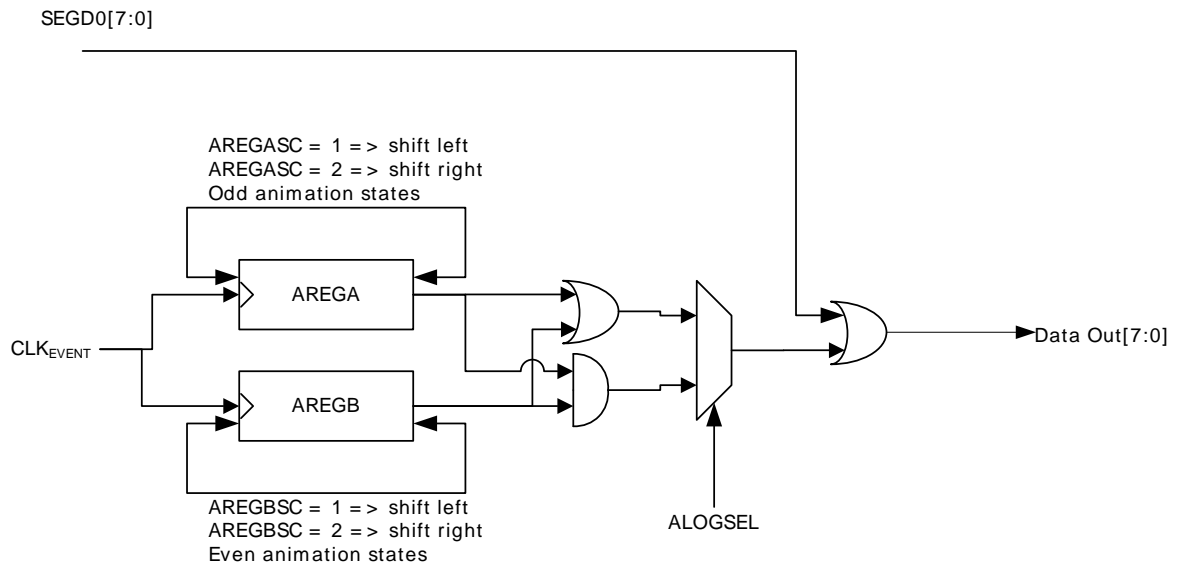 SEGD0[7:0]
AREGASC = 1 = > shift left
AREGASC = 2 = > shift right
Odd animation states
AREGA
CLKEVENT
AREGB
Data Out[7:0]
AREGBSC = 1 = > shift left
AREGBSC = 2 = > shift right
Even animation states
ALOGSEL